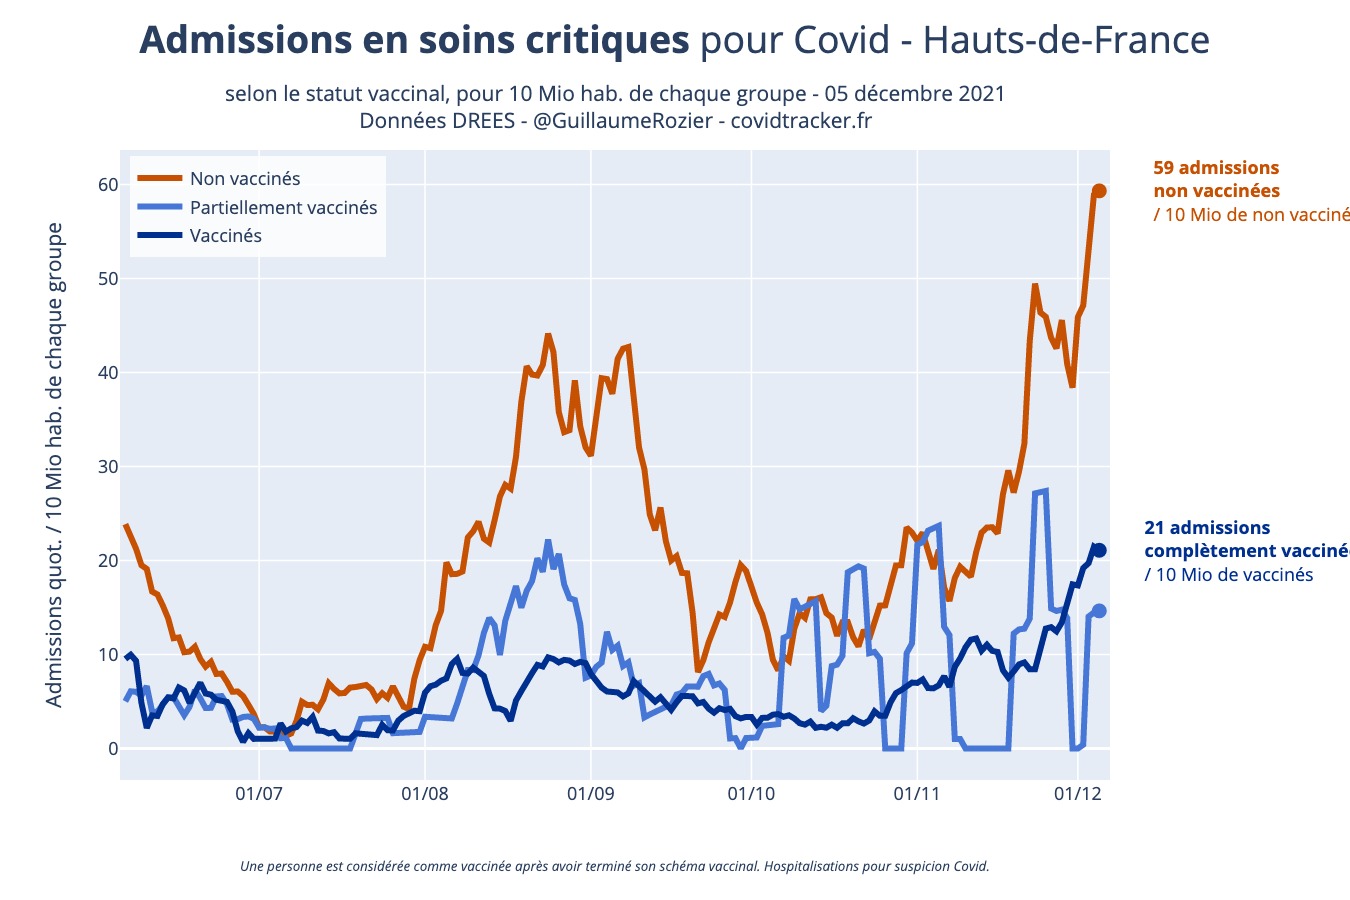 Admissions en soins critiques pour Covid - Hauts-de-France
selon le statut vaccinal, pour 10 Mio hab. de chaque groupe - 05 décembre 2021
Données DREES - @GuillaumeRozier - covidtracker.fr
Non vaccinés
Partiellement vaccinés
Vaccinés
59 admissions
non vaccinées
/ 10 Mio de non vacciné
21 admissions
complètement vacciné
/ 10 Mio de vaccinés
Admissions quot. / 10 Mio hab. de chaque groupe
60
50
40
30
20
10
0
01/07
01/08
01/09
01/10
01/11
01/12
Une personne est considérée comme vaccinée après avoir terminé son schéma vaccinal. Hospitalisations pour suspicion Covid.